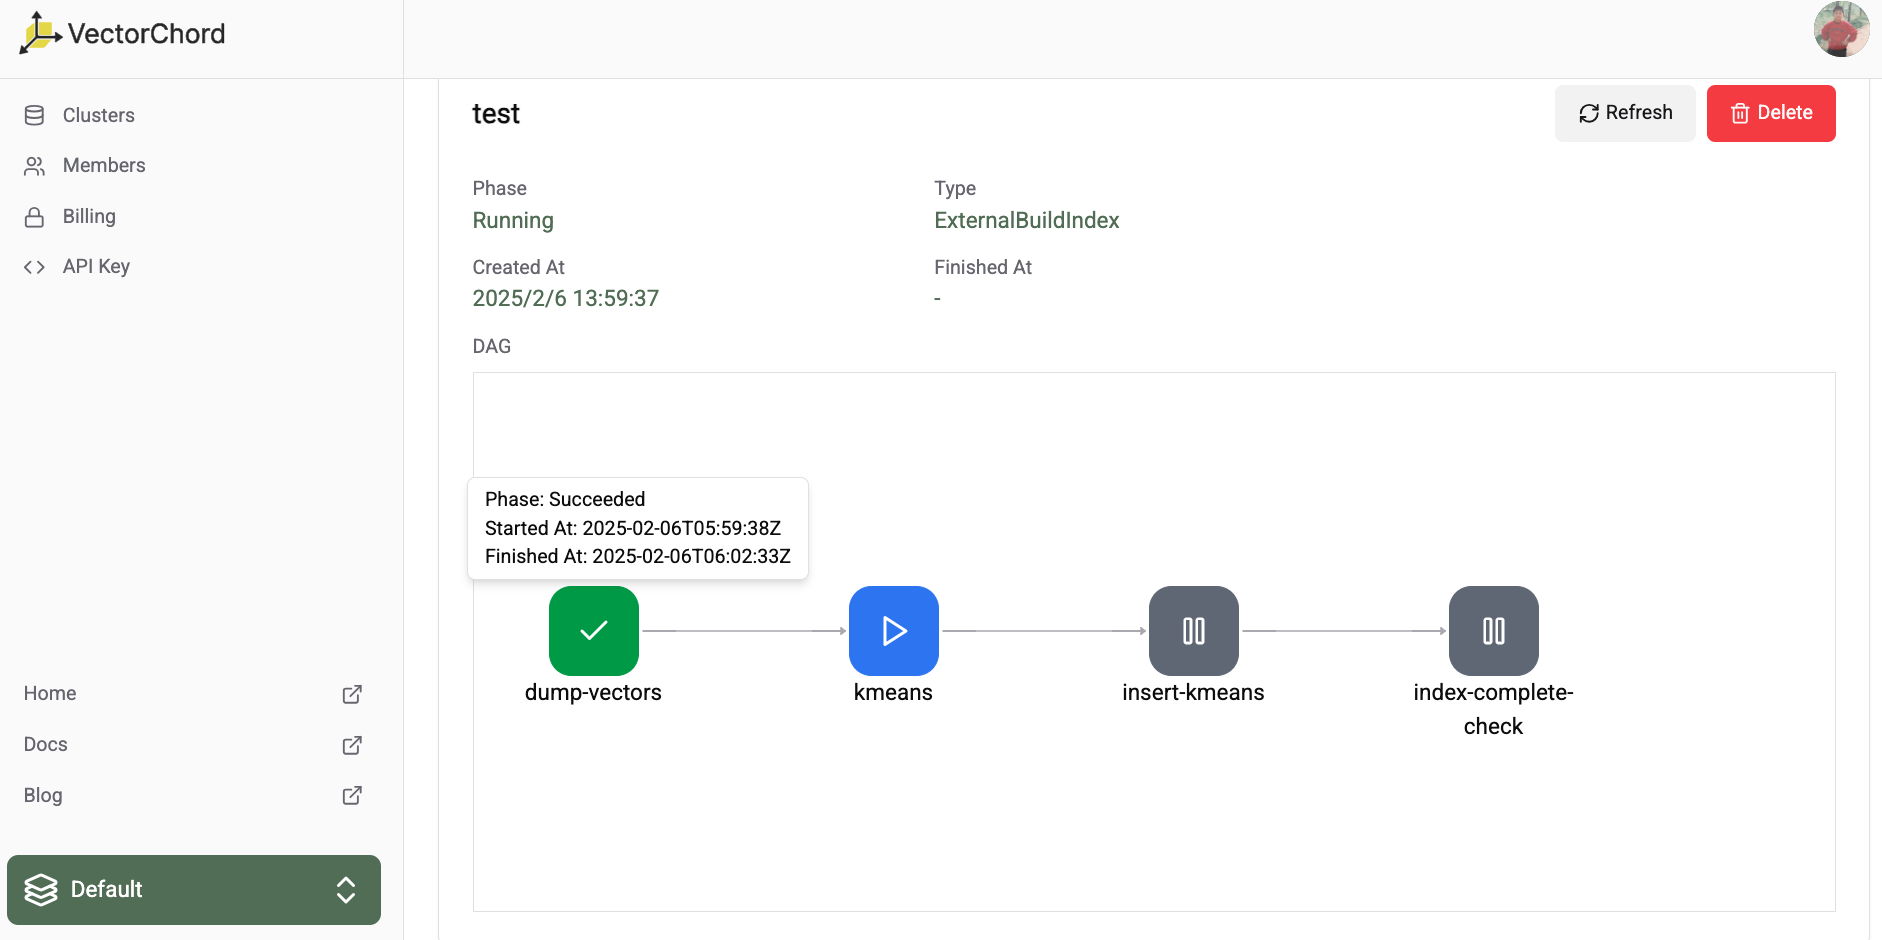 VectorChord
Clusters
Members
Billing
API Key
Home
Docs
Blog
Default
test
Refresh
Delete
Phase
Running
Type
ExternalBuildIndex
Created At
2025/2/6 13:59:37
Finished At
-
DAG
Phase: Succeeded
Started At: 2025-02-06T05:59:38Z
Finished At: 2025-02-06T06:02:33Z
dump-vectors
kmeans
insert-kmeans
index-complete-
check